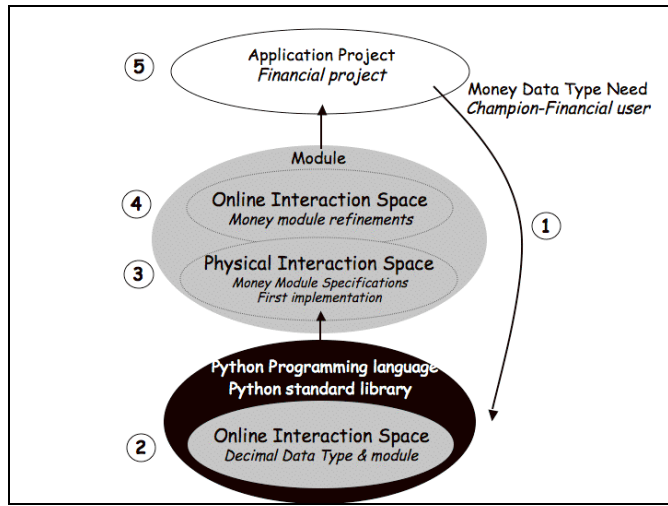 5
Application Project
Financial project
Money Data Type Need
Champion-Financial user
Module
4
Online Interaction Space
Money module refinements
1
3
Physical Interaction Space
Money Module Specifications
First implementation
Python Programming language
Python standard library
2
Online Interaction Space
Decimal Data Type & module